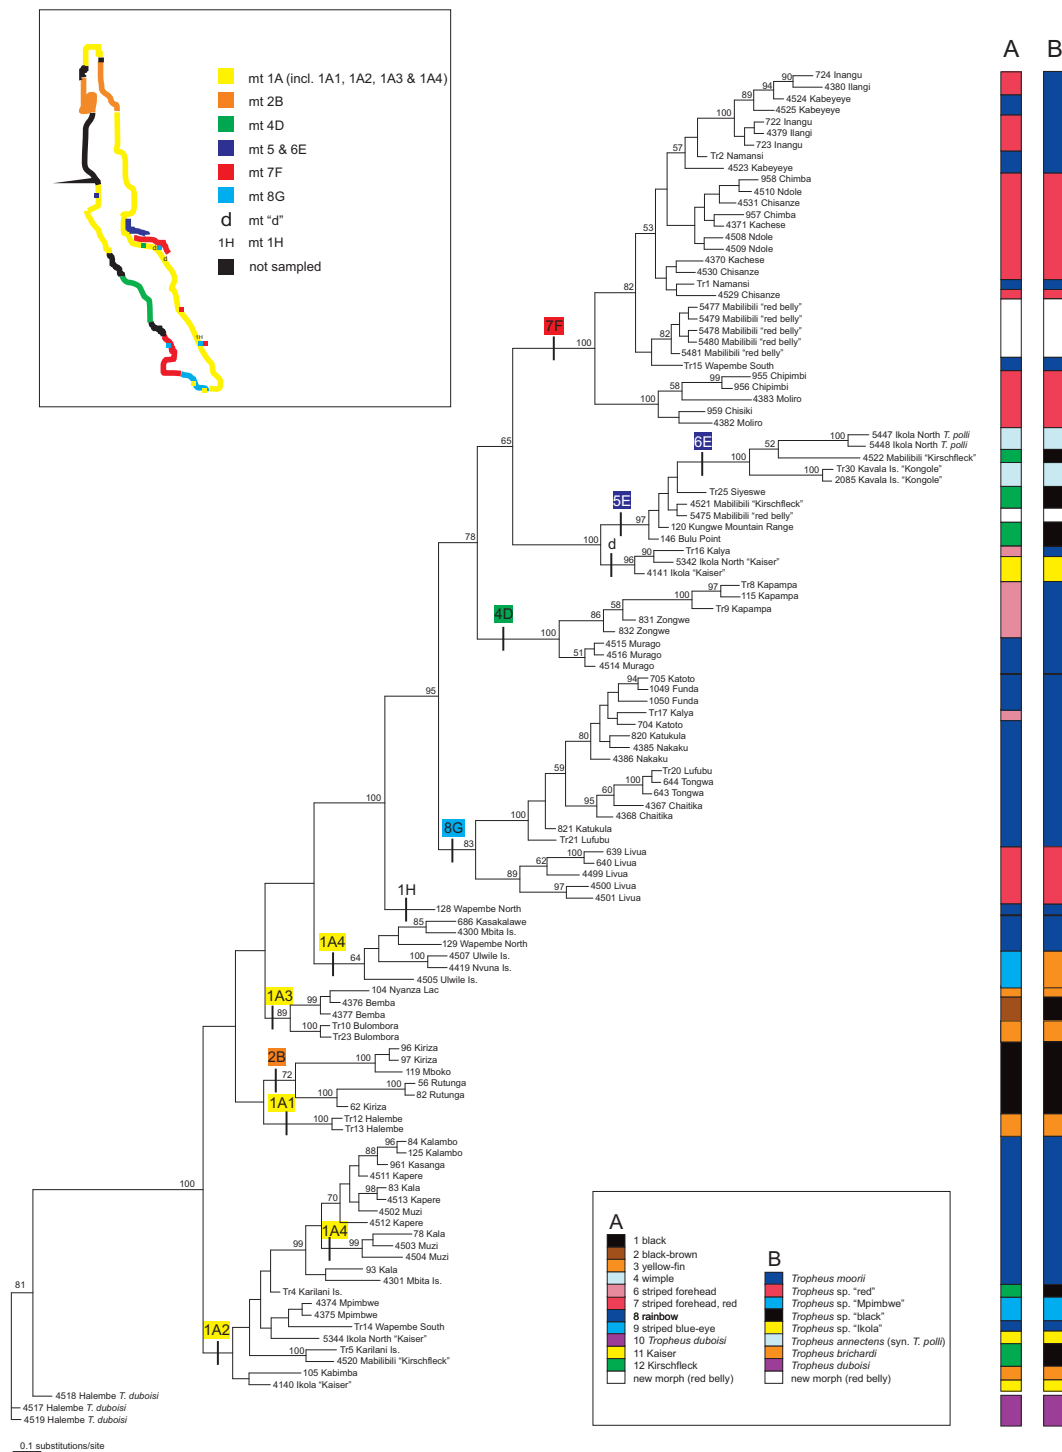 A B
mt 1A (incl. 1A1, 1A2, 1A3 & 1A4)
mt 2B
mt 4D
mt 5 & 6E
mt 7F
mt 8G
d mt "d"
1H mt 1H
not sampled
d
d
1H
90 724 Inangu
94 4380 Ilangi
89 4524 Kabeyeye
4525 Kabeyeye
100 722 Inangu
4379 Ilangi
723 Inangu
57 Tr2 Namansi
4523 Kabeyeye
958 Chimba
4510 Ndole
4531 Chisanze
957 Chimba
4371 Kachese
53 4508 Ndole
4509 Ndole
4370 Kachese
4530 Chisanze
Tr1 Namansi
82 4529 Chisanze
5477 Mabilibili "red belly"
5479 Mabilibili "red belly"
7F 5478 Mabilibili "red belly"
82 5480 Mabilibili "red belly"
100 5481 Mabilibili "red belly"
Tr15 Wapembe South
99 955 Chipimbi
58 956 Chipimbi
4383 Moliro
100 959 Chisiki
4382 Moliro
100 5447 Ikola North T. polli
65 6E 52 5448 Ikola North T. polli
100 4522 Mabilibili "Kirschfleck"
100 Tr30 Kavala Is. "Kongole"
2085 Kavala Is. "Kongole"
Tr25 Siyeswe
5E 4521 Mabilibili "Kirschfleck"
97 5475 Mabilibili "red belly"
120 Kungwe Mountain Range
78 100 d 146 Bulu Point
90 Tr16 Kalya
96 5342 Ikola North "Kaiser"
4141 Ikola "Kaiser"
97 Tr8 Kapampa
100 115 Kapampa
4D 58 Tr9 Kapampa
86 831 Zongwe
832 Zongwe
100 4515 Murago
51 4516 Murago
4514 Murago
94 705 Katoto
95 1049 Funda
1050 Funda
Tr17 Kalya
704 Katoto
80 820 Katukula
4385 Nakaku
4386 Nakaku
59 Tr20 Lufubu
100 644 Tongwa
60 643 Tongwa
100 95 4367 Chaitika
100 4368 Chaitika
8G 821 Katukula
83 Tr21 Lufubu
100 639 Livua
62 640 Livua
89 4499 Livua
97 4500 Livua
1H 4501 Livua
128 Wapembe North
85 686 Kasakalawe
4300 Mbita Is.
1A4 129 Wapembe North
64 100 4507 Ulwile Is.
4419 Nvuna Is.
4505 Ulwile Is.
1A3 104 Nyanza Lac
99 4376 Bemba
89 4377 Bemba
100 Tr10 Bulombora
Tr23 Bulombora
2B 96 Kiriza
100 97 Kiriza
72 119 Mboko
100 56 Rutunga
100 82 Rutunga
1A1 62 Kiriza
100 Tr12 Halembe
Tr13 Halembe
96 84 Kalambo
88 125 Kalambo
961 Kasanga
4511 Kapere
100 98 83 Kala
70 4513 Kapere
4502 Muzi
4512 Kapere
1A4 78 Kala
99 99 4503 Muzi
4504 Muzi
93 Kala
4301 Mbita Is.
81 Tr4 Karilani Is.
4374 Mpimbwe
4375 Mpimbwe
Tr14 Wapembe South
1A2 5344 Ikola North "Kaiser"
Tr5 Karilani Is.
4520 Mabilibili "Kirschfleck"
105 Kabimba
4140 Ikola "Kaiser"
4518 Halembe T. duboisi
4517 Halembe T. duboisi
4519 Halembe T. duboisi
0.1 substitutions/site
A
1 black
2 black-brown
3 yellow-fin
4 wimple
6 striped forehead
7 striped forehead, red
8 rainbow
9 striped blue-eye
10 Tropheus duboisi
11 Kaiser
12 Kirschfleck
new morph (red belly)
B
Tropheus moorii
Tropheus sp. "red"
Tropheus sp. "Mpimbwe"
Tropheus sp. "black"
Tropheus sp. "Ikola"
Tropheus annectens (syn. T. polli)
Tropheus brichardi
Tropheus duboisi
new morph (red belly)